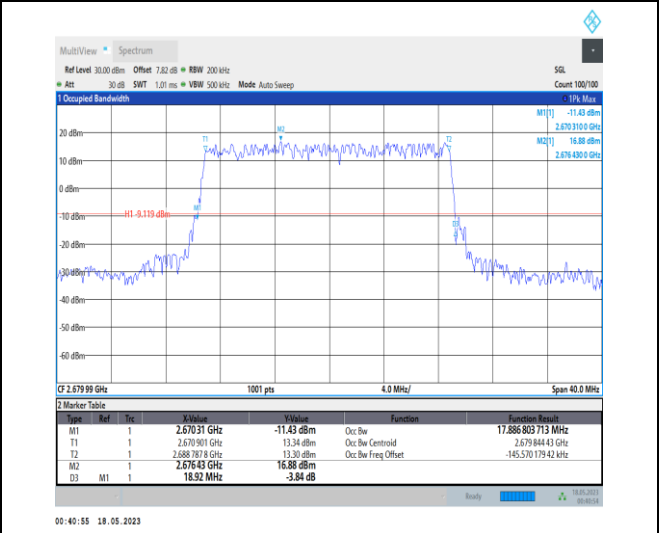 MultiView Spectrum
Ref Level 30.00 dBm Offset 7.82 dB RBW 200 kHz SGL
Att 30 dB SWT 1.01 ms VBW 500 kHz Mode Auto Sweep Count 100/100
1 Occupied Bandwidth 1Pk Max
M1[1] -11.43 dBm
2.670 310 0 GHz
M2[1] 16.88 dBm
2.676 430 0 GHz
M2
T1 T2
20 dBm
10 dBm
0 dBm
M1
H1 -9.119 dBm
-10 dBm
D3
-20 dBm
-30 dBm
-40 dBm
-50 dBm
-60 dBm
CF 2.679 99 GHz 1001 pts 4.0 MHz/ Span 40.0 MHz
2 Marker Table
Type Ref Trc X-Value Y-Value Function Function Result
M1 1 2.67031 GHz -11.43 dBm Occ Bw 17.886 803 713 MHz
T1 1 2.670 901 GHz 13.34 dBm Occ Bw Centroid 2.679 844 43 GHz
T2 1 2.688 787 8 GHz 13.30 dBm Occ Bw Freq Offset -145.570 179 42 kHz
M2 1 2.67643 GHz 16.88 dBm
D3 M1 1 18.92 MHz -3.84 dB
Ready 18.05.2023
00:40:54
00:40:55 18.05.2023